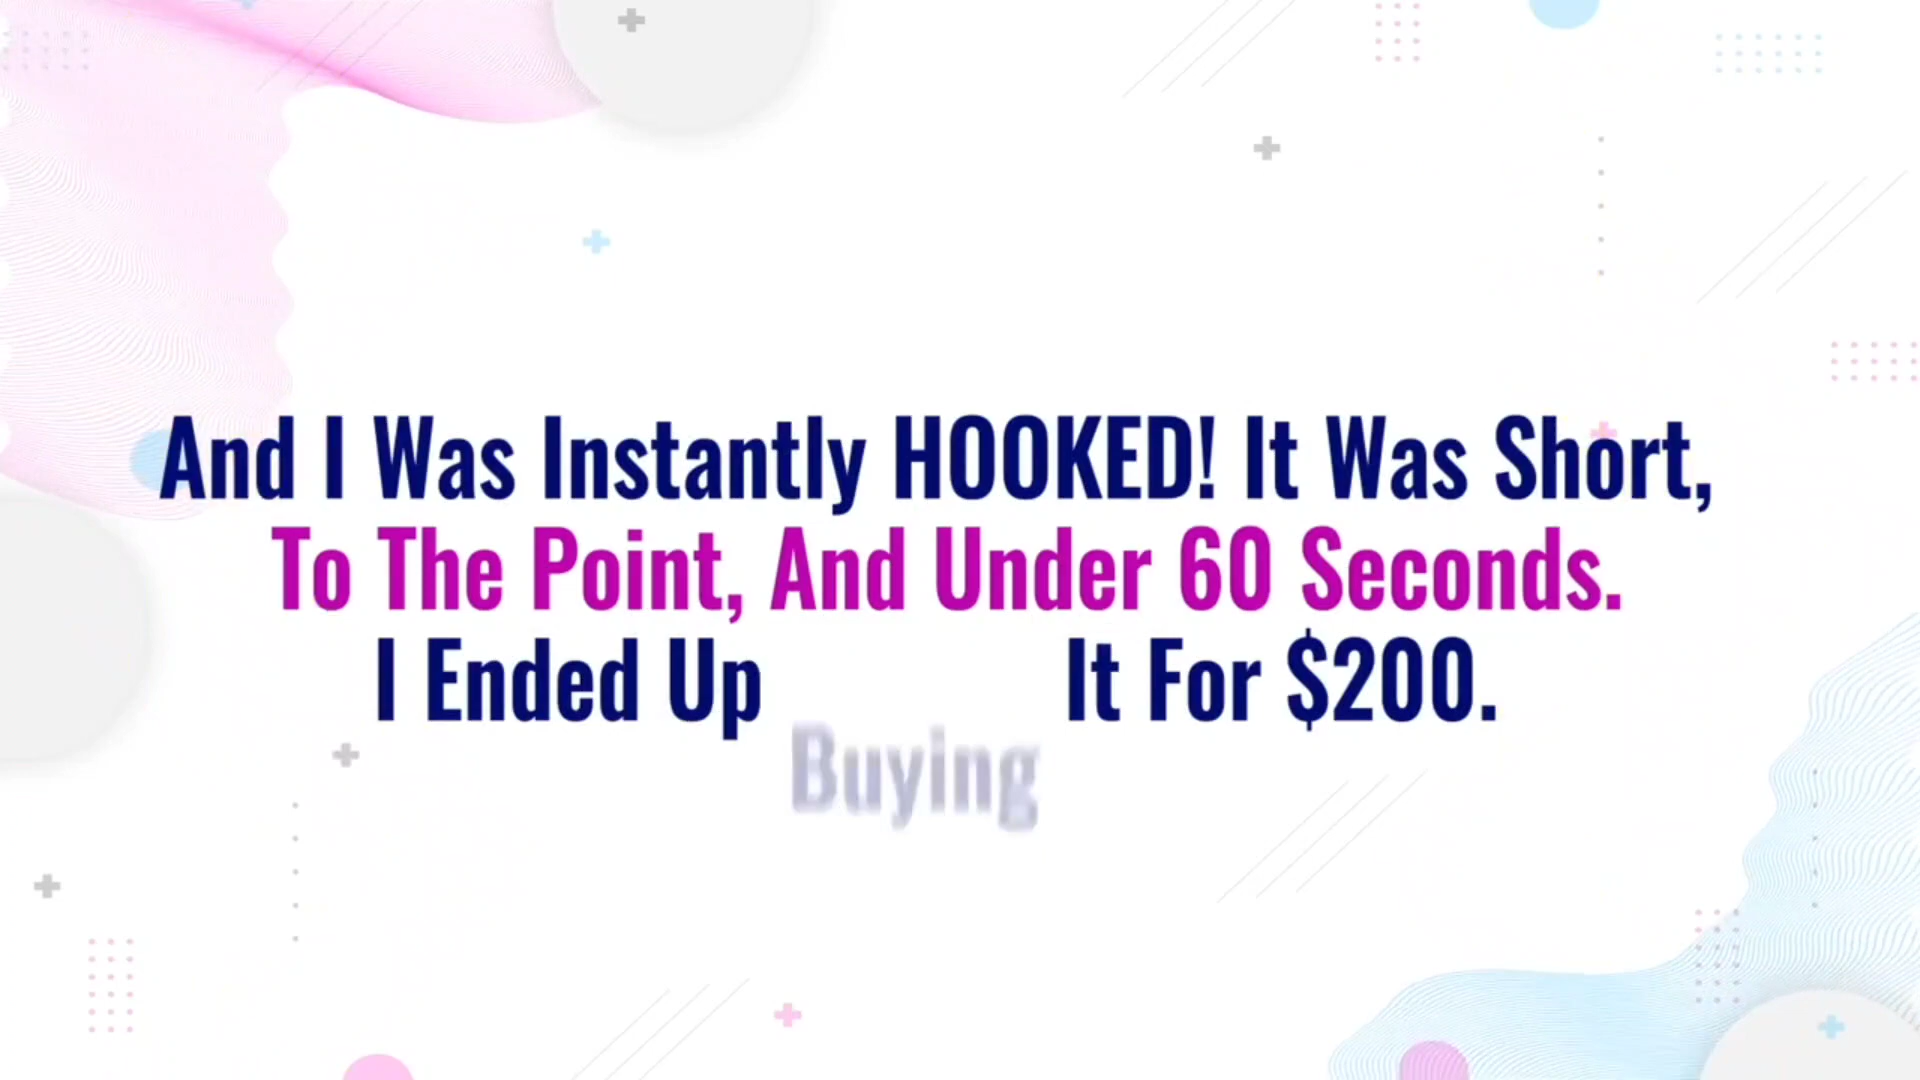 And I Was Instantly HOOKED! It Was Short,
To The Point, And Under 60 Seconds.
I Ended Up Buying It For $200.